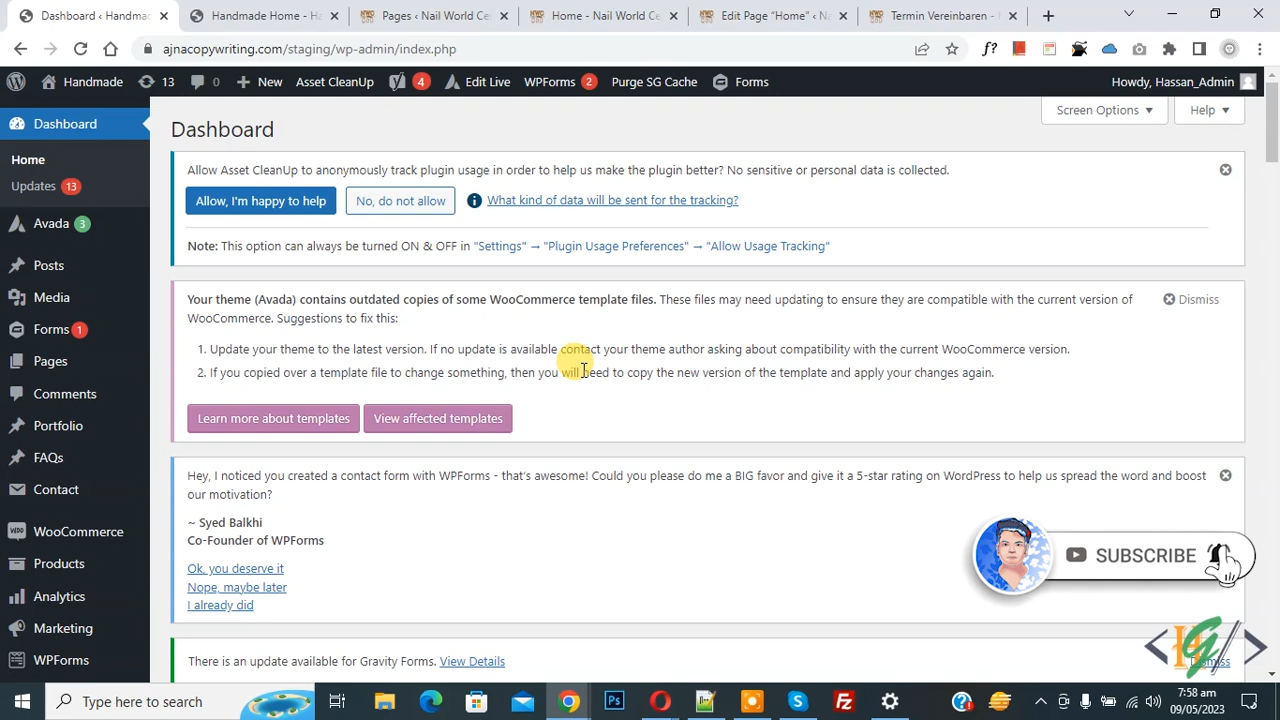 Dashboard ‹ Handmad
Handmade Home - H
Pages ‹ Nail World Ce
Home - Nail World C
Edit Page "Home" ‹ N
Termin Vereinbaren -
ajnacopywriting.com/staging/wp-admin/index.php
Handmade
13
0
New
Asset CleanUp
4
Edit Live
WPForms 2
Purge SG Cache
Forms
Howdy, Hassan_Admin
Dashboard
Home
Updates 13
Avada 3
Posts
Media
Forms 1
Pages
Comments
Portfolio
FAQs
Contact
WooCommerce
Products
Analytics
Marketing
WPForms
Screen Options
Help
Dashboard
Allow Asset CleanUp to anonymously track plugin usage in order to help us make the plugin better? No sensitive or personal data is collected.
Allow, I'm happy to help
No, do not allow
What kind of data will be sent for the tracking?
Note: This option can always be turned ON & OFF in "Settings" → "Plugin Usage Preferences" → "Allow Usage Tracking"
Your theme (Avada) contains outdated copies of some WooCommerce template files. These files may need updating to ensure they are compatible with the current version of
WooCommerce. Suggestions to fix this:
Dismiss
1. Update your theme to the latest version. If no update is available contact your theme author asking about compatibility with the current WooCommerce version.
2. If you copied over a template file to change something, then you will need to copy the new version of the template and apply your changes again.
Learn more about templates
View affected templates
Hey, I noticed you created a contact form with WPForms - that's awesome! Could you please do me a BIG favor and give it a 5-star rating on WordPress to help us spread the word and boost
our motivation?
~ Syed Balkhi
Co-Founder of WPForms
Ok, you deserve it
Nope, maybe later
I already did
SUBSCRIBE
There is an update available for Gravity Forms. View Details
Dismiss
Type here to search
7:58 am
09/05/2023